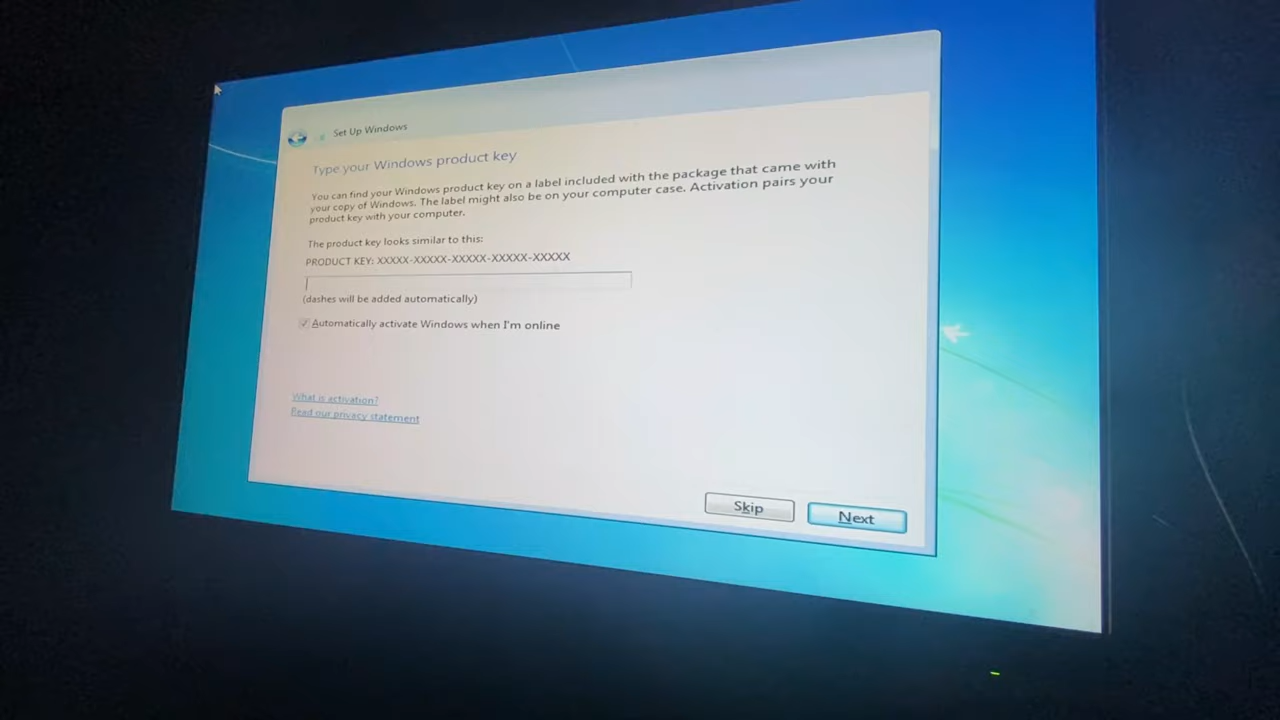 Set Up Windows
Type your Windows product key
You can find your Windows product key on a label included with the package that came with
your copy of Windows. The label might also be on your computer case. Activation pairs your
product key with your computer.
The product key looks similar to this:
PRODUCT KEY: XXXXX-XXXXX-XXXXX-XXXXX-XXXXX
(dashes will be added automatically)
Automatically activate Windows when I'm online
What is activation?
Read our privacy statement
Skip
Next